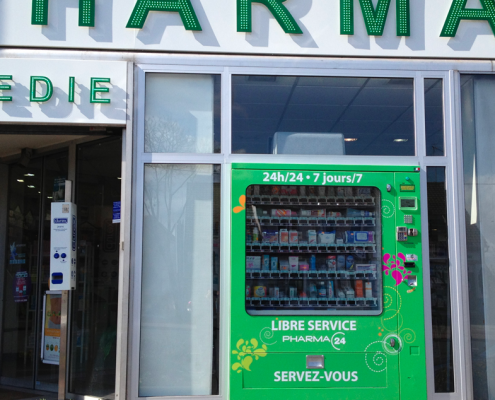 HARMA
EDIE
24h/24 • 7 jours/7
LIBRE SERVICE
PHARMA 24
SERVEZ-VOUS